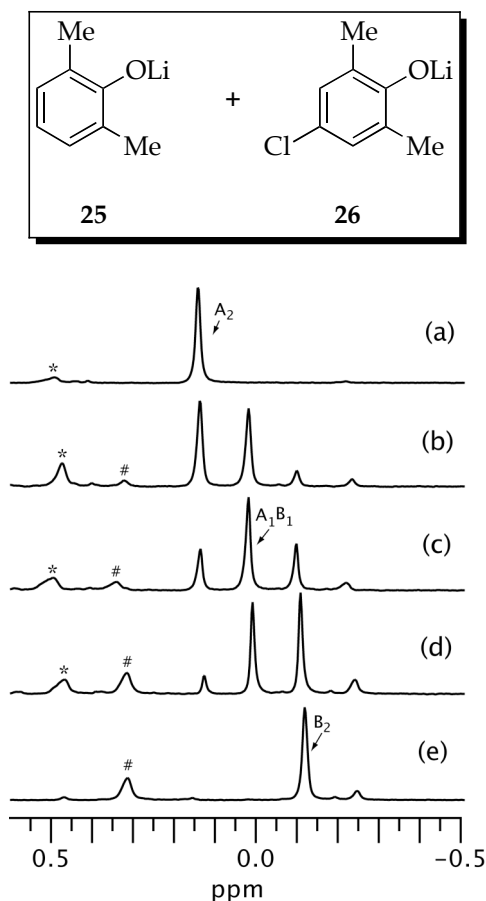 Me Me
OLi + OLi
Me Cl Me
25 26
A2 (a)
*
(b)
* #
A1B1
(c)
* #
(d)
* #
B2
(e)
#
0.5 0.0 –0.5
ppm